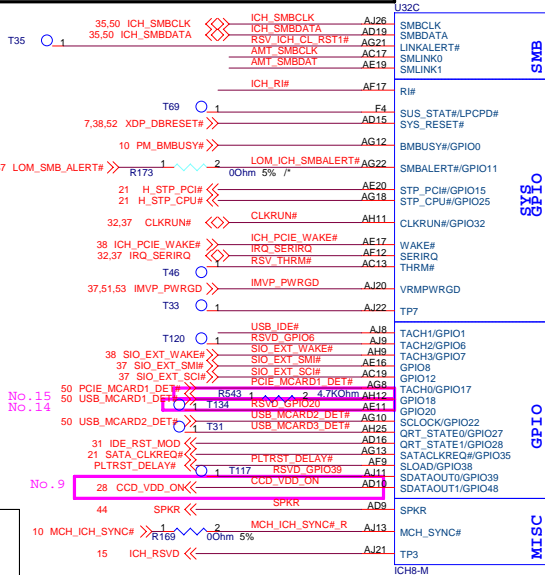 U32C
35,50 ICH_SMBCLK ICH_SMBCLK AJ26 SMBCLK
35,50 ICH_SMBDATA ICH_SMBDATA AD19 SMBDATA
T35 1 RSV_ICH_CL_RST1# AG21 LINKALERT#
AMT_SMBCLK AC17 SMLINK0
AMT_SMBDAT AE19 SMLINK1
SMB
ICH_RI# AF17 RI#
T69 1 F4 SUS_STAT#/LPCPD#
7,38,52 XDP_DBRESET# AD15 SYS_RESET#
10 PM_BMBUSY# AG12 BMBUSY#/GPIO0
7 LOM_SMB_ALERT# 1 2 LOM_ICH_SMBALERT# AG22 SMBALERT#/GPIO11
R173 0Ohm 5% /*
21 H_STP_PCI# AE20 STP_PCI#/GPIO15
21 H_STP_CPU# AG18 STP_CPU#/GPIO25
SYS
GPIO
32,37 CLKRUN# CLKRUN# AH11 CLKRUN#/GPIO32
38 ICH_PCIE_WAKE# ICH_PCIE_WAKE# AE17 WAKE#
32,37 IRQ_SERIRQ IRQ_SERIRQ AF12 SERIRQ
T46 1 RSV_THRM# AC13 THRM#
37,51,53 IMVP_PWRGD IMVP_PWRGD AJ20 VRMPWRGD
T33 1 AJ22 TP7
USB_IDE# AJ8 TACH1/GPIO1
T120 1 RSVD_GPIO6 AJ9 TACH2/GPIO6
38 SIO_EXT_WAKE# SIO_EXT_WAKE# AH9 TACH3/GPIO7
37 SIO_EXT_SMI# SIO_EXT_SMI# AE16 GPIO8
37 SIO_EXT_SCI# SIO_EXT_SCI# AC19 GPIO12
50 PCIE_MCARD1_DET# PCIE_MCARD1_DET# AG8 TACH0/GPIO17
No.15 50 USB_MCARD1_DET# 1 R543 2 4.7KOhm AH12 GPIO18
No.14 T134 1 RSVD_GPIO20 AE11 GPIO20
50 USB_MCARD2_DET# USB_MCARD2_DET# AG10 SCLOCK/GPIO22
T31 1 USB_MCARD3_DET# AH25 QRT_STATE0/GPIO27
31 IDE_RST_MOD AD16 QRT_STATE1/GPIO28
21 SATA_CLKREQ# AG13 SATACLKREQ#/GPIO35
PLTRST_DELAY# PLTRST_DELAY# AF9 SLOAD/GPIO38
T117 1 RSVD_GPIO39 AJ11 SDATAOUT0/GPIO39
No.9 28 CCD_VDD_ON CCD_VDD_ON AD10 SDATAOUT1/GPIO48
GPIO
44 SPKR SPKR AD9 SPKR
10 MCH_ICH_SYNC# 1 2 MCH_ICH_SYNC#_R AJ13 MCH_SYNC#
R169 0Ohm 5%
15 ICH_RSVD AJ21 TP3
MISC
ICH8-M